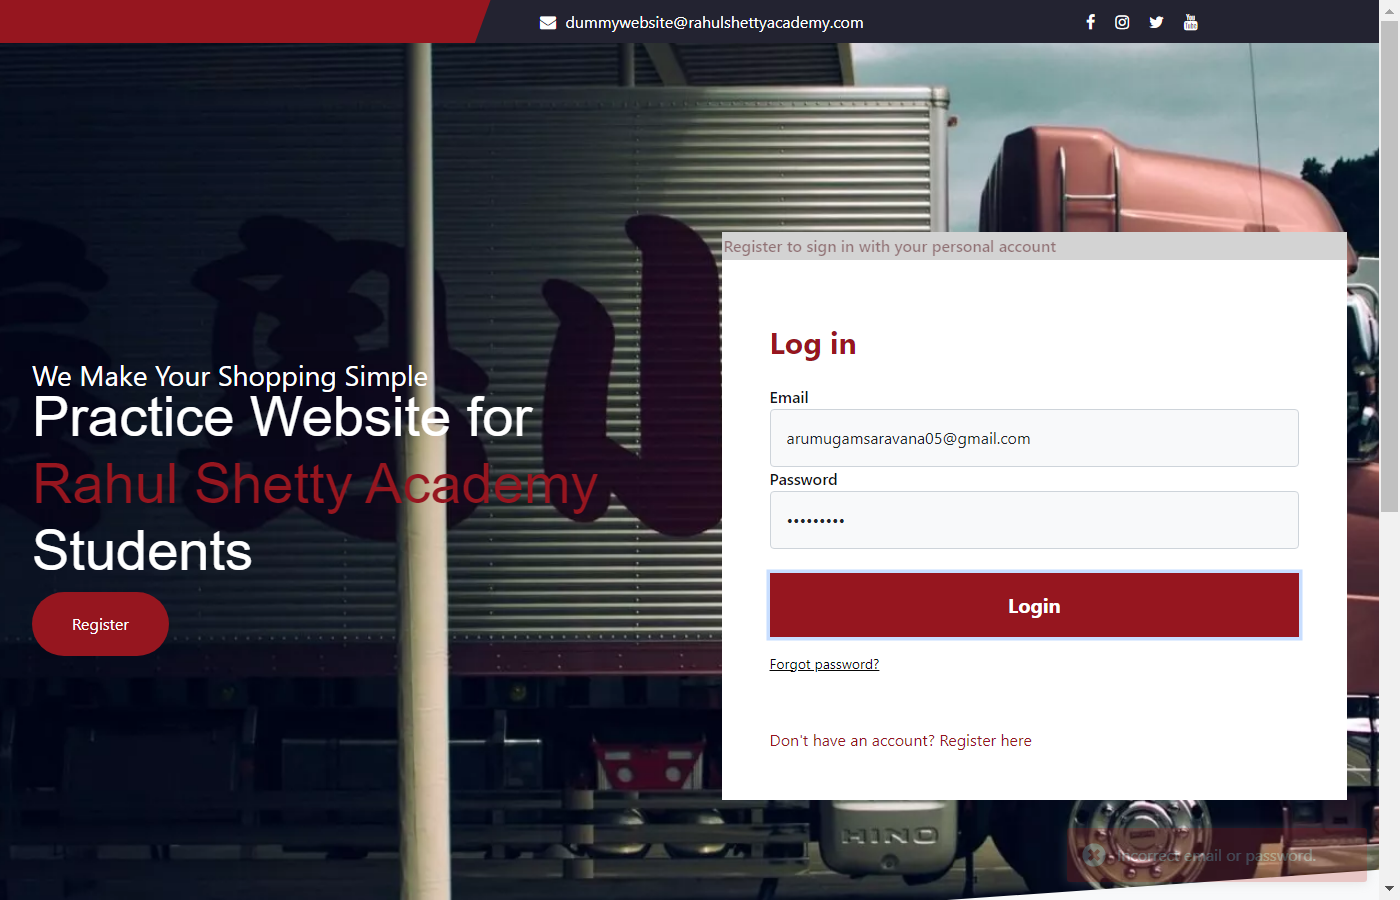 dummywebsite@rahulshettyacademy.com
Register to sign in with your personal account
We Make Your Shopping Simple
Practice Website for
Rahul Shetty Academy
Students
Register
Log in
Email
arumugamsaravana05@gmail.com
Password
•••••••••
Login
Forgot password?
Don't have an account? Register here
HINO
Incorrect email or password.